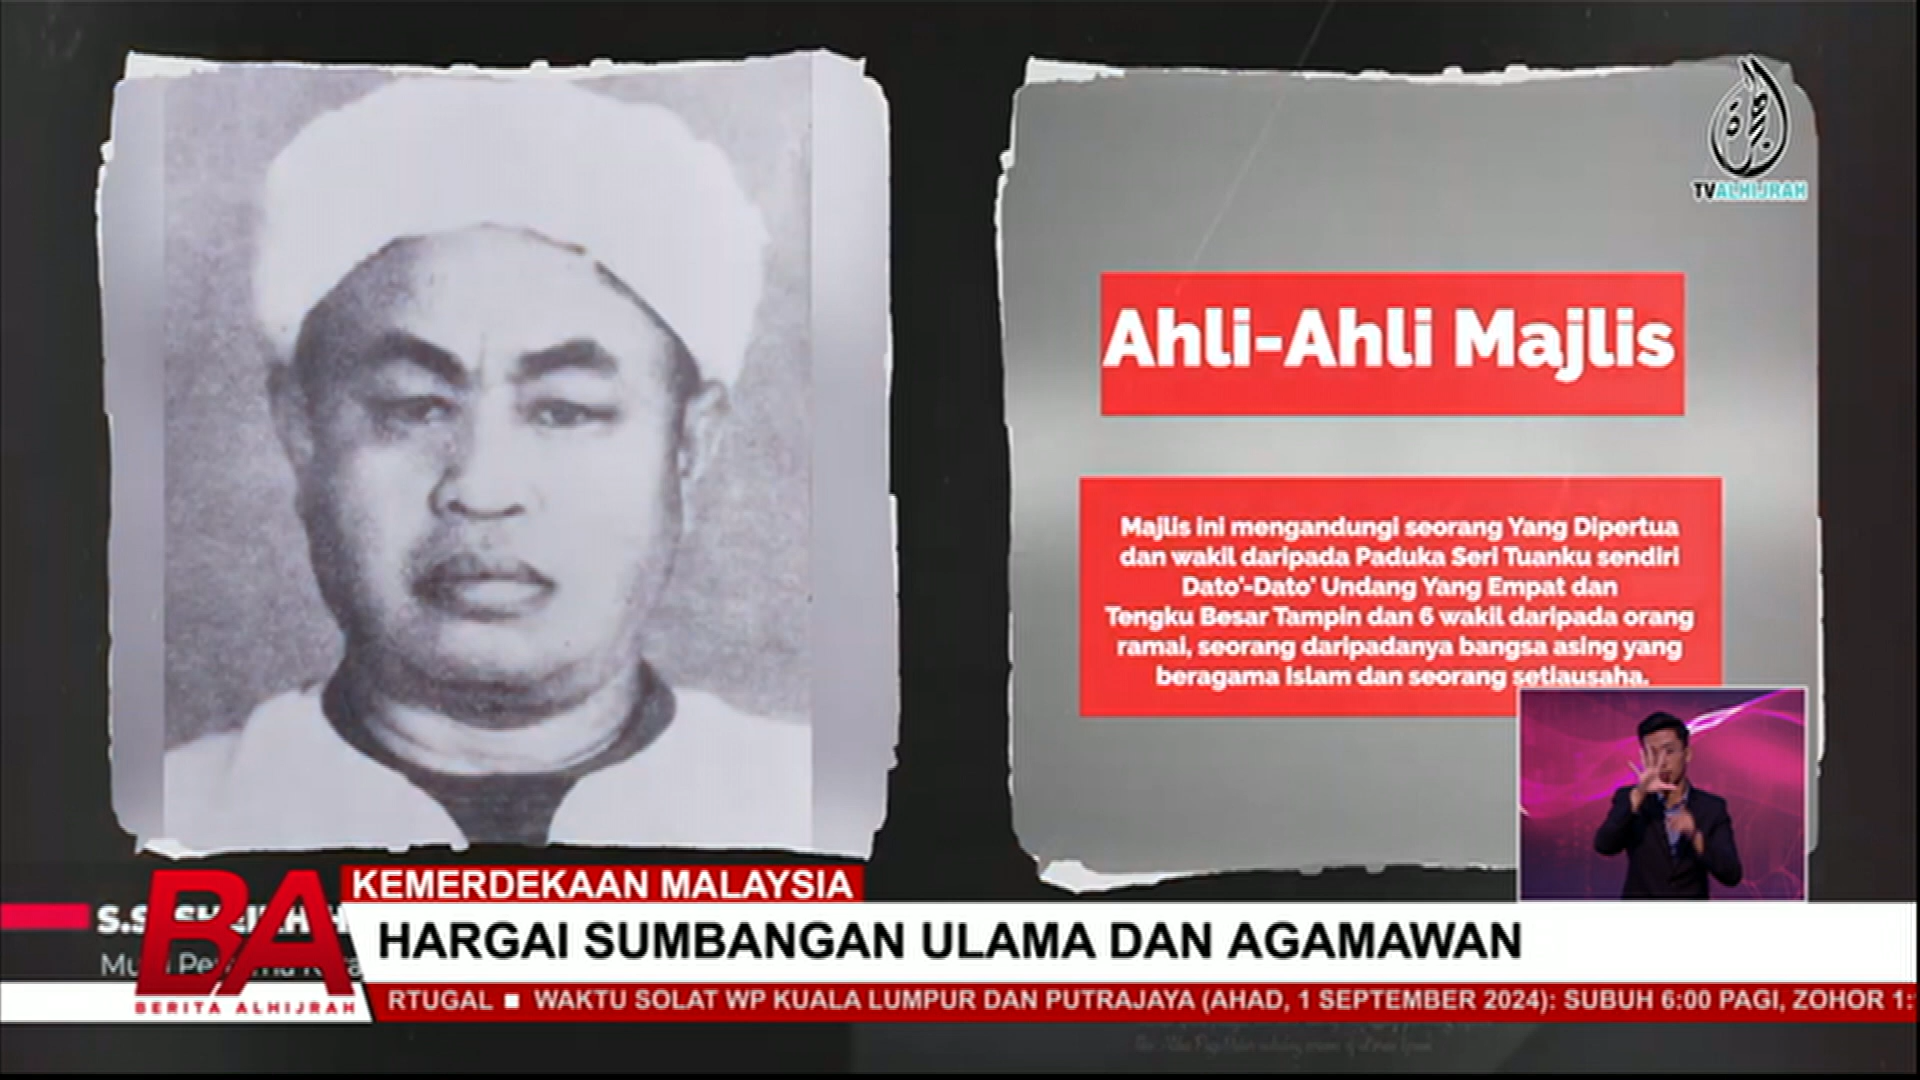 هجرة
TVALHIJRAH
Ahli-Ahli Majlis
Majlis ini mengandungi seorang Yang Dipertua
dan wakil daripada Paduka Seri Tuanku sendiri
Dato'-Dato' Undang Yang Empat dan
Tengku Besar Tampin dan 6 wakil daripada orang
ramai, seorang daripadanya bangsa asing yang
beragama Islam dan seorang setiausaha.
KEMERDEKAAN MALAYSIA
HARGAI SUMBANGAN ULAMA DAN AGAMAWAN
BA
BERITA ALHIJRAH
RTUGAL ■ WAKTU SOLAT WP KUALA LUMPUR DAN PUTRAJAYA (AHAD, 1 SEPTEMBER 2024): SUBUH 6:00 PAGI, ZOHOR 1: